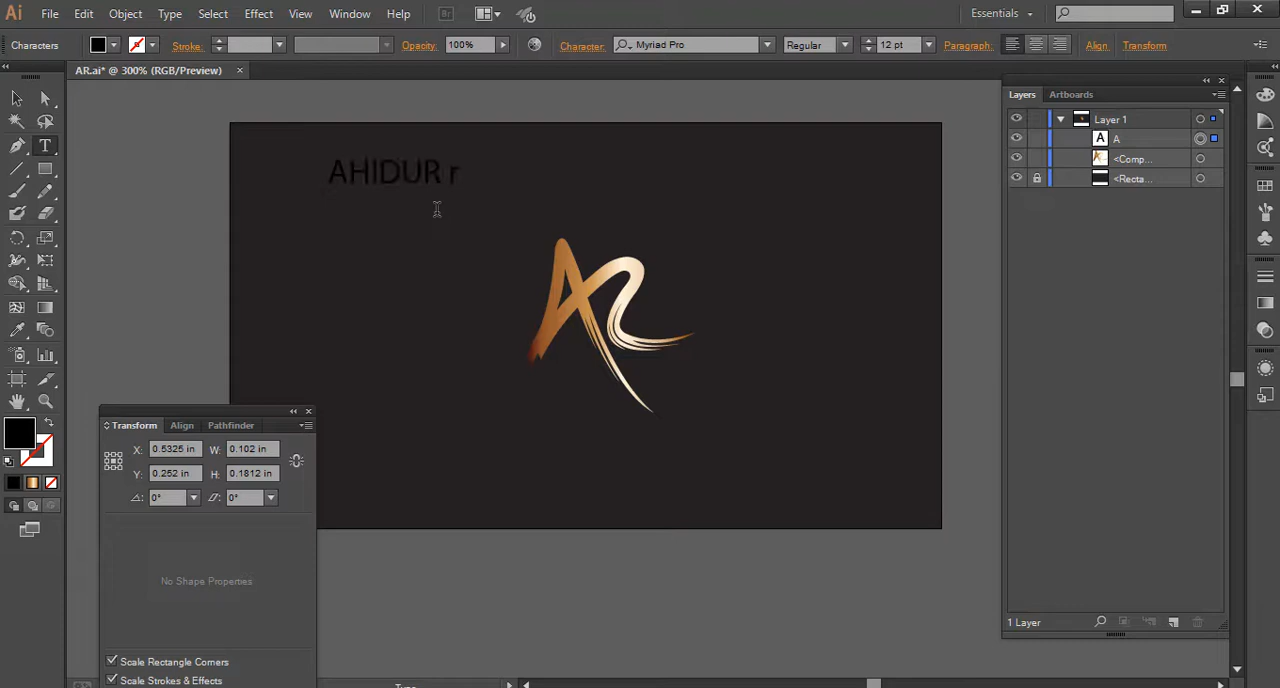 Ai File Edit Object Type Select Effect View Window Help Br Essentials
Characters Stroke: Opacity: 100% Character: Myriad Pro Regular 12 pt Paragraph: Align Transform
AR.ai* @ 300% (RGB/Preview)
Layers Artboards
Layer 1
A A
<Comp...
<Recta...
AHIDUR r
AR
Transform Align Pathfinder
X: 0.5325 in W: 0.102 in
Y: 0.252 in H: 0.1812 in
0° 0°
No Shape Properties
Scale Rectangle Corners
Scale Strokes & Effects
1 Layer
Type